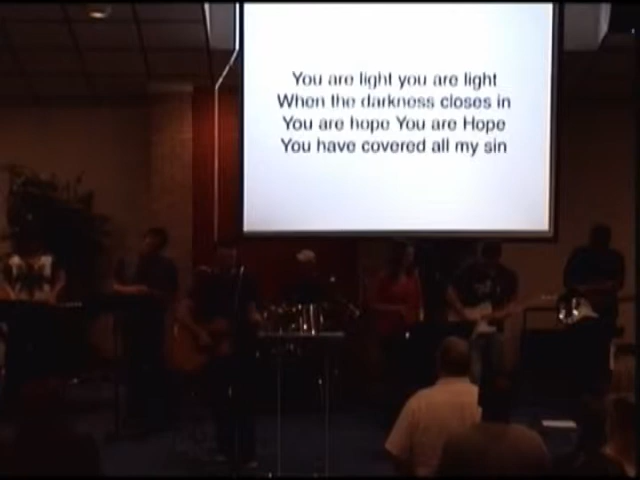 You are light you are light
When the darkness closes in
You are hope You are Hope
You have covered all my sin